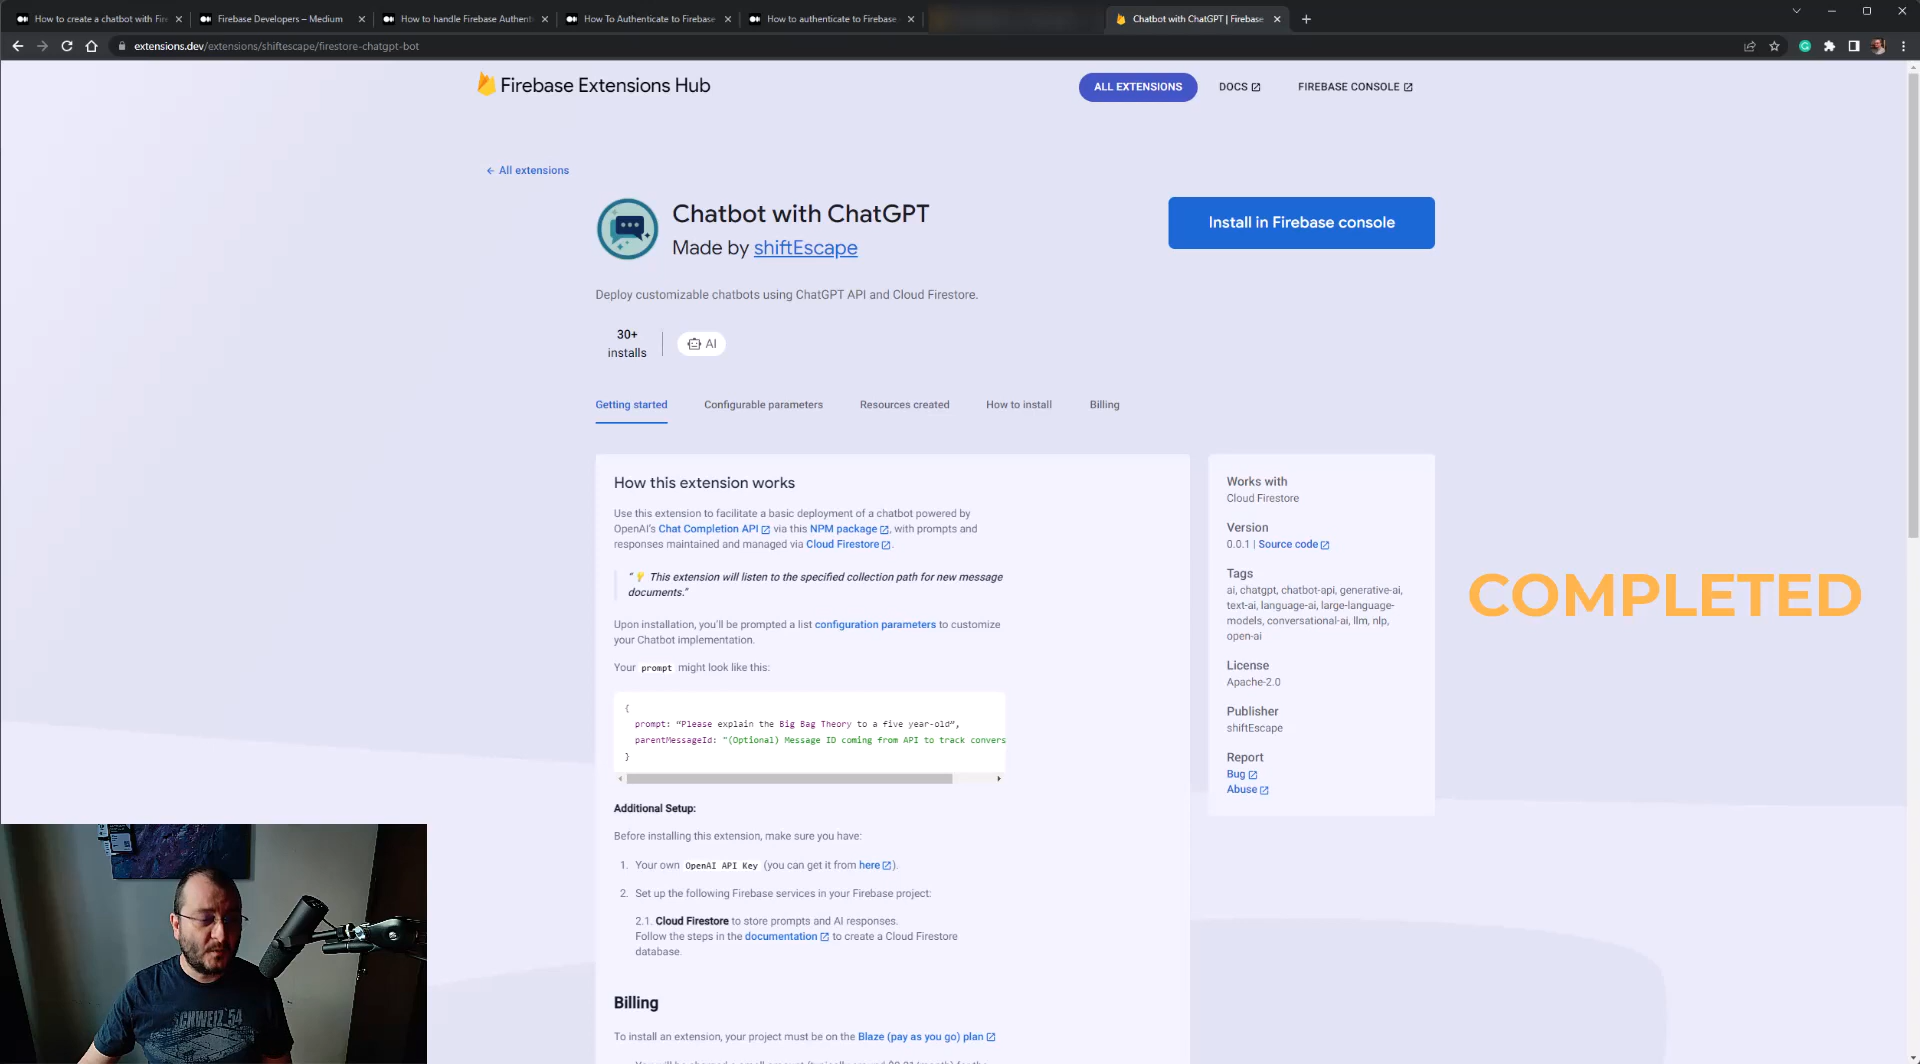 How to create a chatbot with Fire
Firebase Developers – Medium
How to handle Firebase Authent
How To Authenticate to Firebase
How to authenticate to Firebase
Chatbot with ChatGPT | Firebase
extensions.dev/extensions/shiftescape/firestore-chatgpt-bot
Firebase Extensions Hub
ALL EXTENSIONS
DOCS
FIREBASE CONSOLE
← All extensions
Chatbot with ChatGPT
Made by shiftEscape
Install in Firebase console
Deploy customizable chatbots using ChatGPT API and Cloud Firestore.
30+
installs
AI
Getting started
Configurable parameters
Resources created
How to install
Billing
How this extension works
Use this extension to facilitate a basic deployment of a chatbot powered by
OpenAI's Chat Completion API via this NPM package, with prompts and
responses maintained and managed via Cloud Firestore.
“💡 This extension will listen to the specified collection path for new message
documents.”
Upon installation, you'll be prompted a list configuration parameters to customize
your Chatbot implementation.
Your prompt might look like this:
{
prompt: “Please explain the Big Bag Theory to a five year-old”,
parentMessageId: "(Optional) Message ID coming from API to track convers
}
Additional Setup:
Before installing this extension, make sure you have:
1. Your own OpenAI API Key (you can get it from here).
2. Set up the following Firebase services in your Firebase project:
2.1. Cloud Firestore to store prompts and AI responses.
Follow the steps in the documentation to create a Cloud Firestore
database.
Billing
To install an extension, your project must be on the Blaze (pay as you go) plan
Works with
Cloud Firestore
Version
0.0.1 | Source code
Tags
ai, chatgpt, chatbot-api, generative-ai,
text-ai, language-ai, large-language-
models, conversational-ai, llm, nlp,
open-ai
License
Apache-2.0
Publisher
shiftEscape
Report
Bug
Abuse
COMPLETED
SCHWEIZ 54